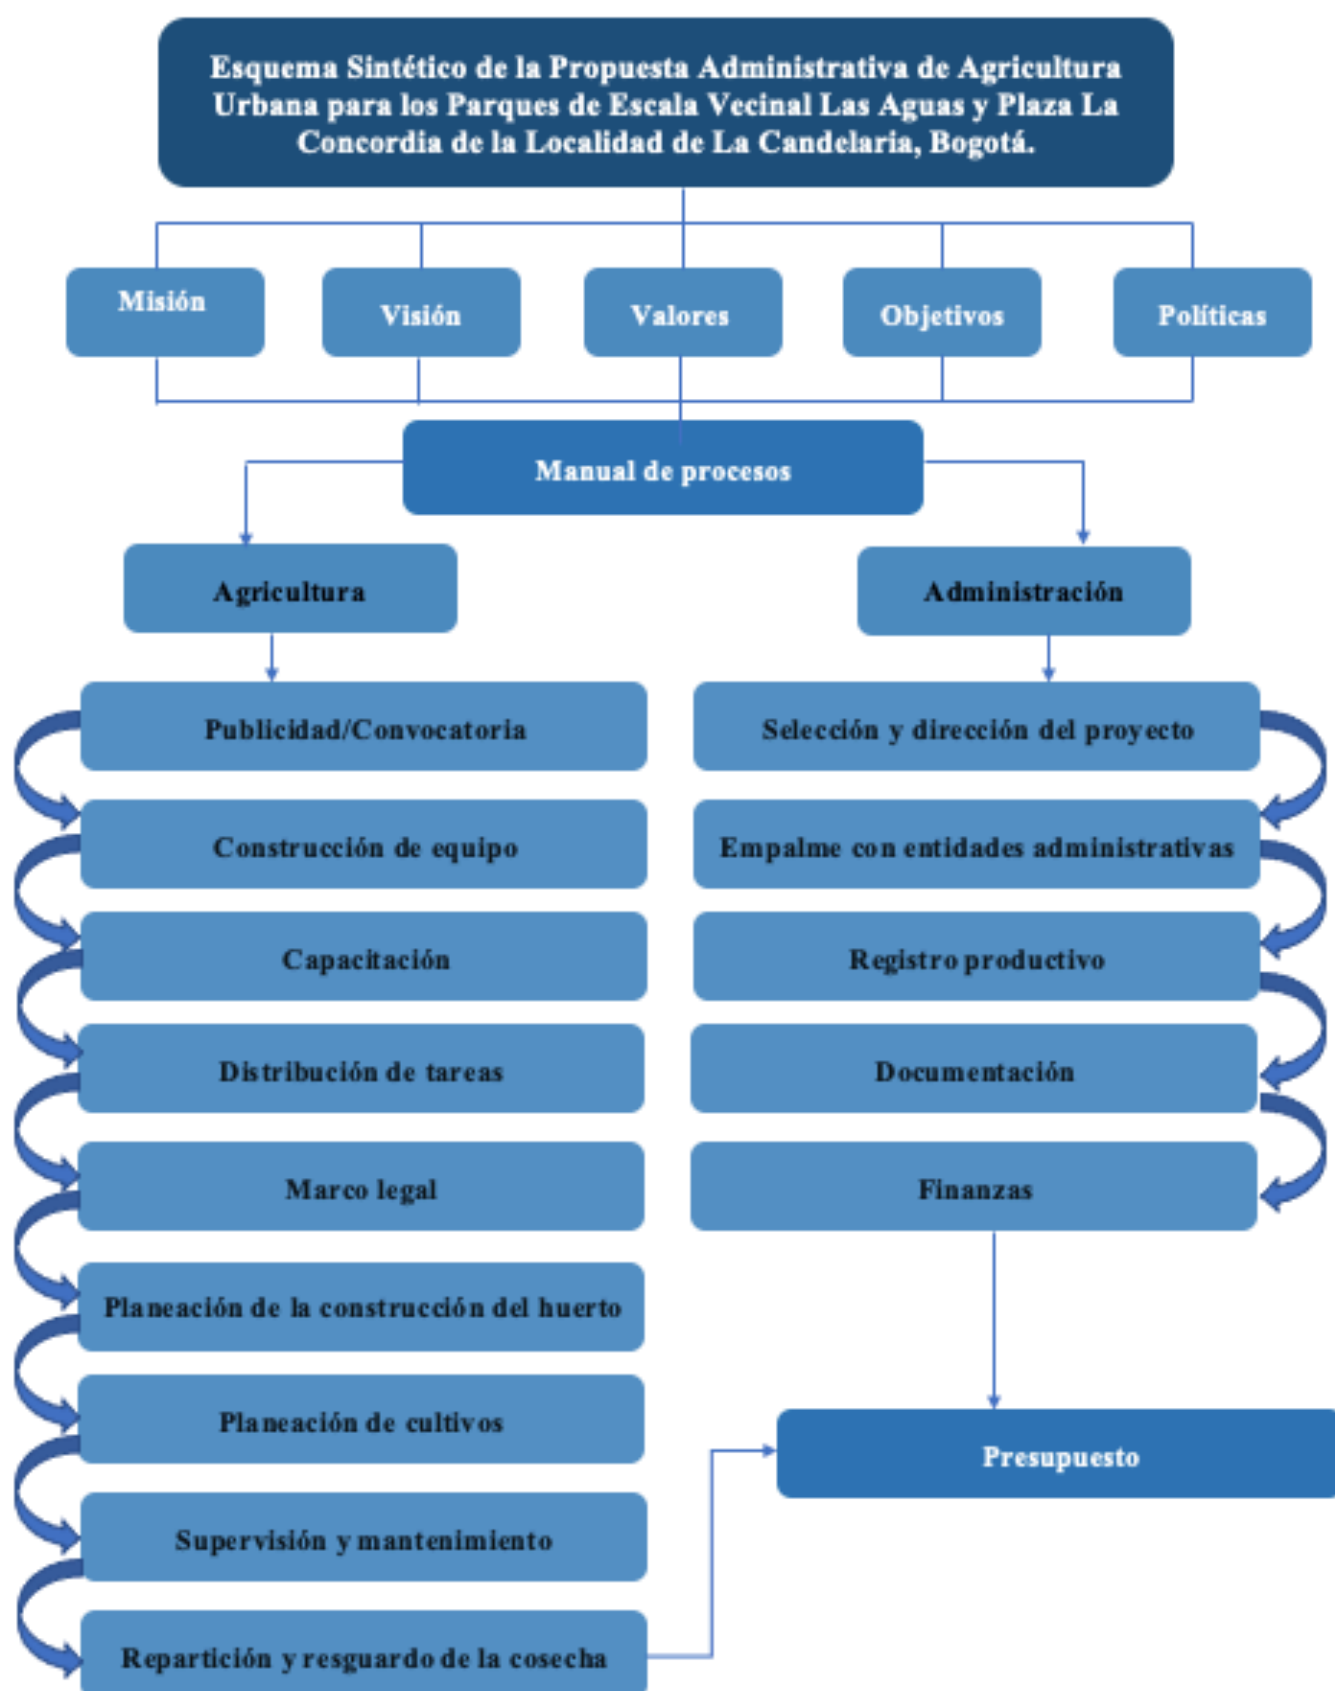 Esquema Sintético de la Propuesta Administrativa de Agricultura
Urbana para los Parques de Escala Vecinal Las Aguas y Plaza La
Concordia de la Localidad de La Candelaria, Bogotá.
Misión
Visión
Valores
Objetivos
Políticas
Manual de procesos
Agricultura
Administración
Publicidad/Convocatoria
Construcción de equipo
Capacitación
Distribución de tareas
Marco legal
Planeación de la construcción del huerto
Planeación de cultivos
Supervisión y mantenimiento
Repartición y resguardo de la cosecha
Selección y dirección del proyecto
Empalme con entidades administrativas
Registro productivo
Documentación
Finanzas
Presupuesto